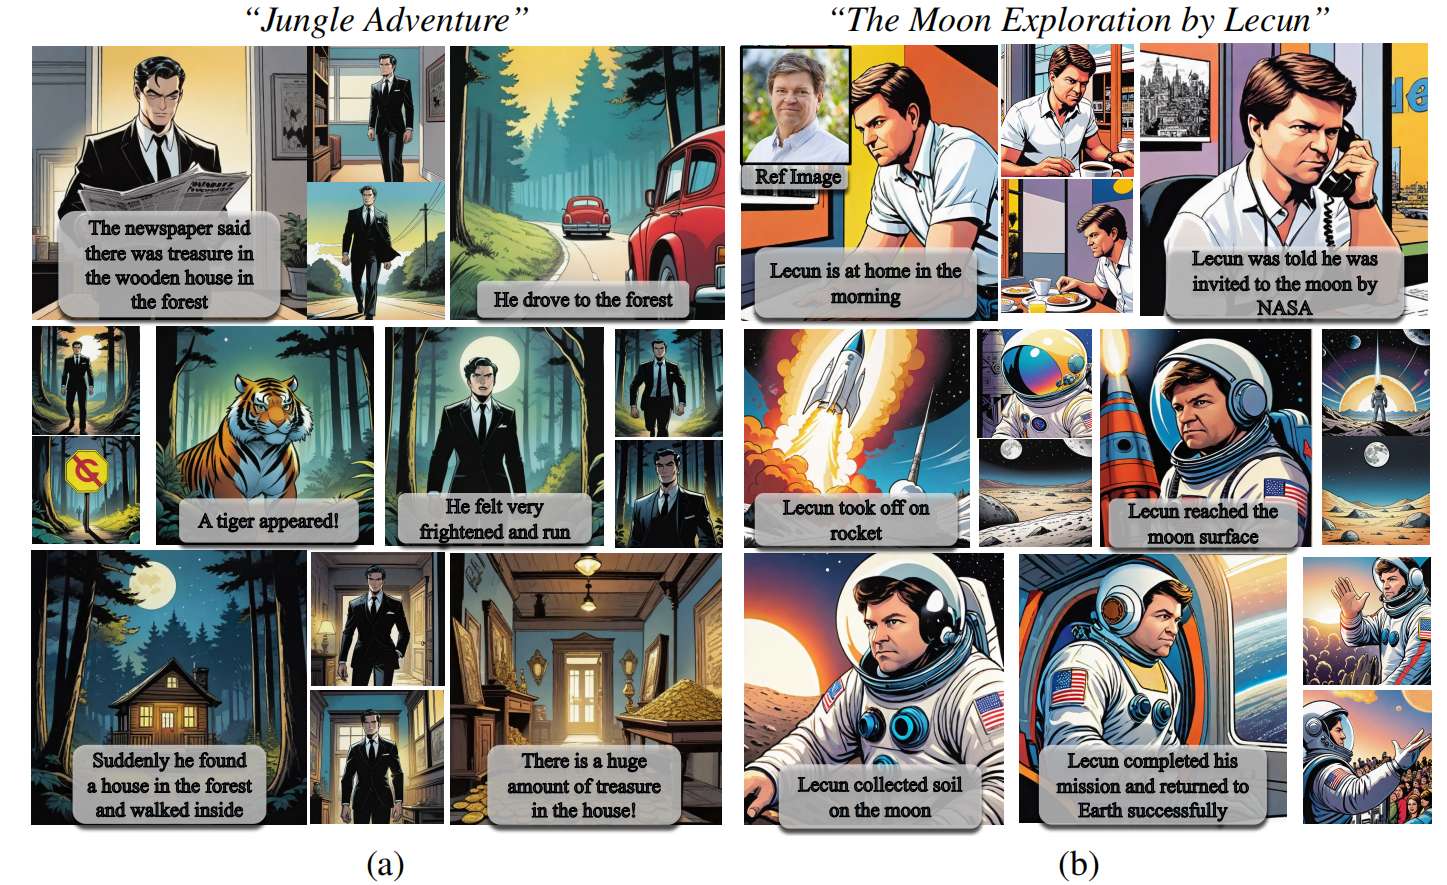 “Jungle Adventure”
The newspaper said
there was treasure in
the wooden house in
the forest
He drove to the forest
A tiger appeared!
He felt very
frightened and run
Suddenly he found
a house in the forest
and walked inside
There is a huge
amount of treasure
in the house!
(a)
“The Moon Exploration by Lecun”
Ref Image
Lecun is at home in the
morning
Lecun was told he was
invited to the moon by
NASA
Lecun took off on
rocket
Lecun reached the
moon surface
Lecun collected soil
on the moon
Lecun completed his
mission and returned to
Earth successfully
(b)